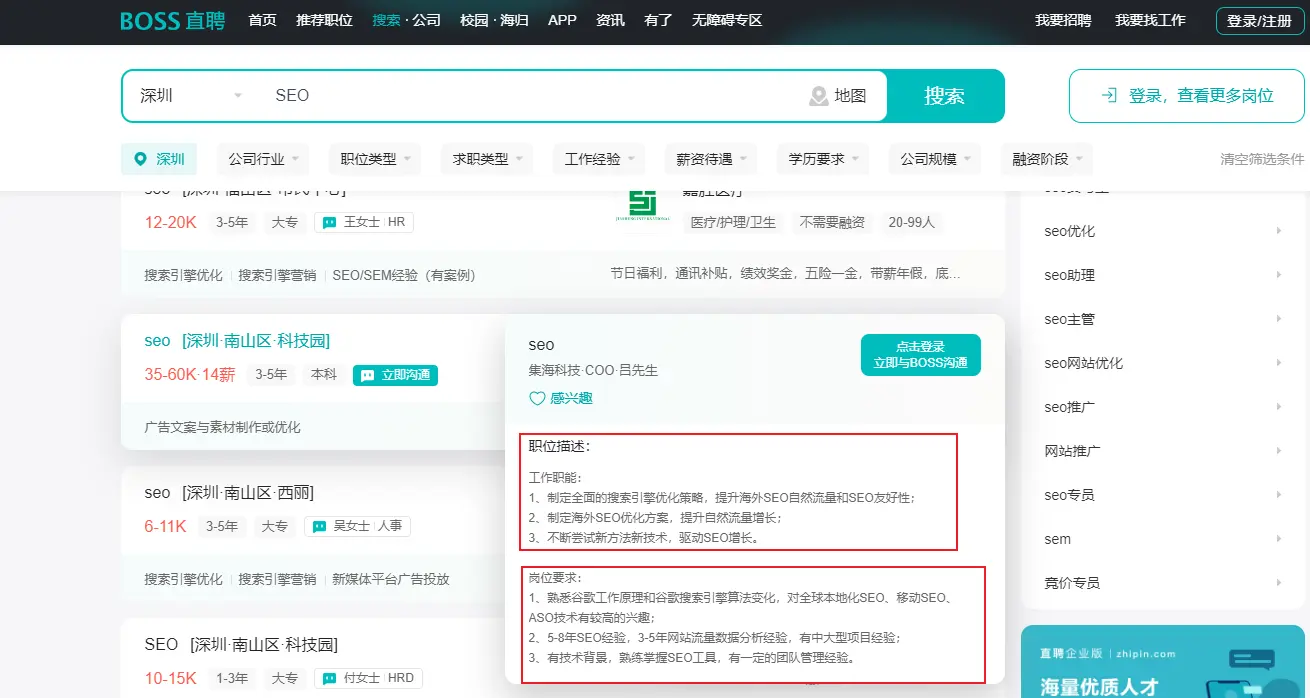 BOSS直聘 首页 推荐职位 搜索·公司 校园·海归 APP 资讯 有了 无障碍专区 我要招聘 我要找工作 登录/注册
深圳 SEO 地图 搜索 登录，查看更多岗位
深圳 公司行业 职位类型 求职类型 工作经验 薪资待遇 学历要求 公司规模 融资阶段 清空筛选条件
12-20K 3-5年 大专 王女士 HR 医疗/护理/卫生 不需要融资 20-99人
搜索引擎优化 搜索引擎营销 SEO/SEM经验（有案例） 节日福利，通讯补贴，绩效奖金，五险一金，带薪年假，底…
seo [深圳·南山区·科技园]
35-60K·14薪 3-5年 本科 立即沟通
广告文案与素材制作或优化
seo
集海科技·COO·吕先生
感兴趣
点击登录
立即与BOSS沟通
职位描述：
工作职能：
1、制定全面的搜索引擎优化策略，提升海外SEO自然流量和SEO友好性；
2、制定海外SEO优化方案，提升自然流量增长；
3、不断尝试新方法新技术，驱动SEO增长。
岗位要求：
1、熟悉谷歌工作原理和谷歌搜索引擎算法变化，对全球本地化SEO、移动SEO、
ASO技术有较高的兴趣；
2、5-8年SEO经验，3-5年网站流量数据分析经验，有中大型项目经验；
3、有技术背景，熟练掌握SEO工具，有一定的团队管理经验。
seo [深圳·南山区·西丽]
6-11K 3-5年 大专 吴女士 人事
搜索引擎优化 搜索引擎营销 新媒体平台广告投放
SEO [深圳·南山区·科技园]
10-15K 1-3年 大专 付女士 HRD
seo优化
seo助理
seo主管
seo网站优化
seo推广
网站推广
seo专员
sem
竞价专员
直聘企业版 zhipin.com
海量优质人才